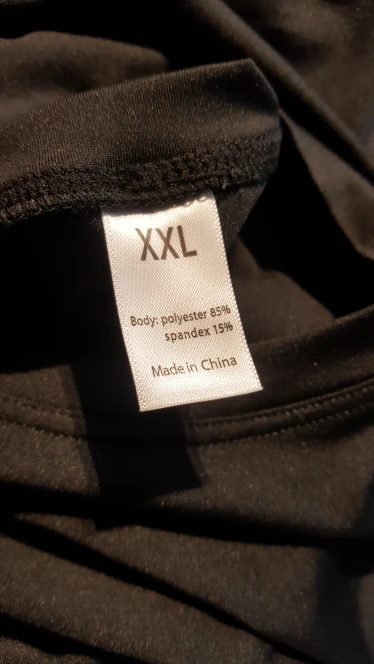 XXL
Body: polyester 85%
spandex 15%
Made in China